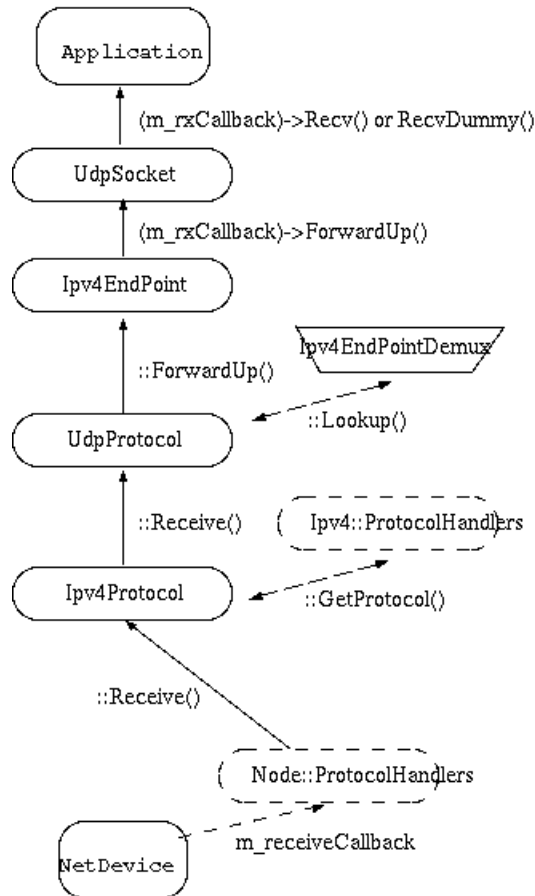 Application
(m_rxCallback)->Recv() or RecvDummy()
UdpSocket
(m_rxCallback)->ForwardUp()
Ipv4EndPoint
Ipv4EndPointDemux
::ForwardUp()
::Lookup()
UdpProtocol
::Receive()
Ipv4::ProtocolHandlers
Ipv4Protocol
::GetProtocol()
::Receive()
Node::ProtocolHandlers
m_receiveCallback
NetDevice